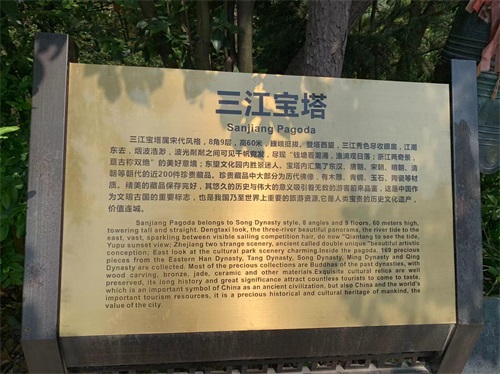 三江宝塔
Sanjiang Pagoda
三江宝塔属宋代风格，8角9层，高60米，巍峨挺拔。登塔西望，三江秀色尽收眼底，江潮
东去，烟波浩渺，波光粼粼之间可见千帆竞发，尽现“钱塘看潮涌，渔浦观日落；浙江两奇景，
亘古称双绝”的美好意境；东望文化园内胜景迷人。宝塔内汇集了东汉、唐朝、宋朝、明朝、清
朝等朝代的近200件珍贵藏品。珍贵藏品中大部分为历代佛像，有木雕、青铜、玉石、陶瓷等材
质。精美的藏品保存完好，其悠久的历史与伟大的意义吸引着无数的游客前来品鉴，这是中国作
为文明古国的重要标志，也是我国乃至世界上重要的旅游资源，它是人类宝贵的历史文化遗产，
价值连城。
Sanjiang Pagoda belongs to Song Dynasty style, 8 angles and 9 floors, 60 meters high,
towering tall and straight. Dengtaxi look, the three-river beautiful panorama, the river tide to the
east, vast, sparkling between visible sailing competition hair, do now "Qiantang to see the tide,
Yupu sunset view; Zhejiang two strange scenery, ancient called double unique"beautiful artistic
conception; East look at the cultural park scenery charming.Inside the pagoda, 169 precious
pieces from the Eastern Han Dynasty, Tang Dynasty, Song Dynasty, Ming Dynasty and Qing
Dynasty are collected. Most of the precious collections are Buddhas of the past dynasties, with
wood carving, bronze, jade, ceramic and other materials.Exquisite cultural relics are well
preserved, its long history and great significance attract countless tourists to come to taste,
which is an important symbol of China as an ancient civilization, but also China and the world's
important tourism resources, it is a precious historical and cultural heritage of mankind, the
value of the city.